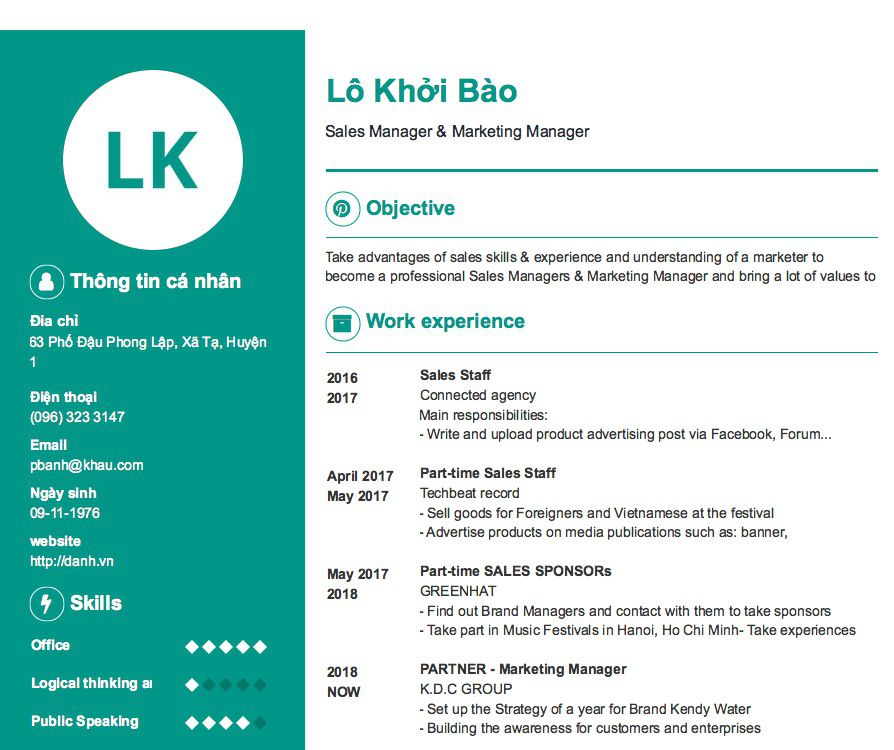 LK
Thông tin cá nhân
Địa chỉ
63 Phố Đậu Phong Lập, Xã Tạ, Huyện
1
Điện thoại
(096) 323 3147
Email
pbanh@khau.com
Ngày sinh
09-11-1976
website
http://danh.vn
Skills
Office
Logical thinking ar
Public Speaking
Lô Khởi Bào
Sales Manager & Marketing Manager
Objective
Take advantages of sales skills & experience and understanding of a marketer to
become a professional Sales Managers & Marketing Manager and bring a lot of values to
Work experience
2016
2017
Sales Staff
Connected agency
Main responsibilities:
- Write and upload product advertising post via Facebook, Forum...
April 2017
May 2017
Part-time Sales Staff
Techbeat record
- Sell goods for Foreigners and Vietnamese at the festival
- Advertise products on media publications such as: banner,
May 2017
2018
Part-time SALES SPONSORs
GREENHAT
- Find out Brand Managers and contact with them to take sponsors
- Take part in Music Festivals in Hanoi, Ho Chi Minh- Take experiences
2018
NOW
PARTNER - Marketing Manager
K.D.C GROUP
- Set up the Strategy of a year for Brand Kendy Water
- Building the awareness for customers and enterprises